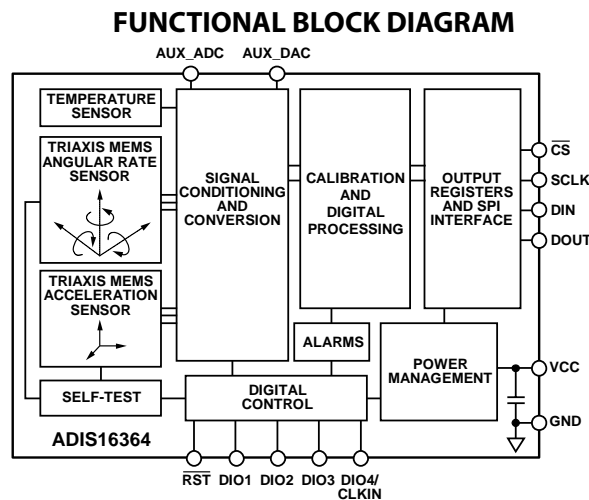 FUNCTIONAL BLOCK DIAGRAM
AUX_ADC
AUX_DAC
TEMPERATURE
SENSOR
TRIAXIS MEMS
ANGULAR RATE
SENSOR
TRIAXIS MEMS
ACCELERATION
SENSOR
SELF-TEST
SIGNAL
CONDITIONING
AND
CONVERSION
CALIBRATION
AND
DIGITAL
PROCESSING
OUTPUT
REGISTERS
AND SPI
INTERFACE
CS
SCLK
DIN
DOUT
ALARMS
POWER
MANAGEMENT
VCC
GND
DIGITAL
CONTROL
ADIS16364
RST
DIO1
DIO2
DIO3
DIO4/
CLKIN